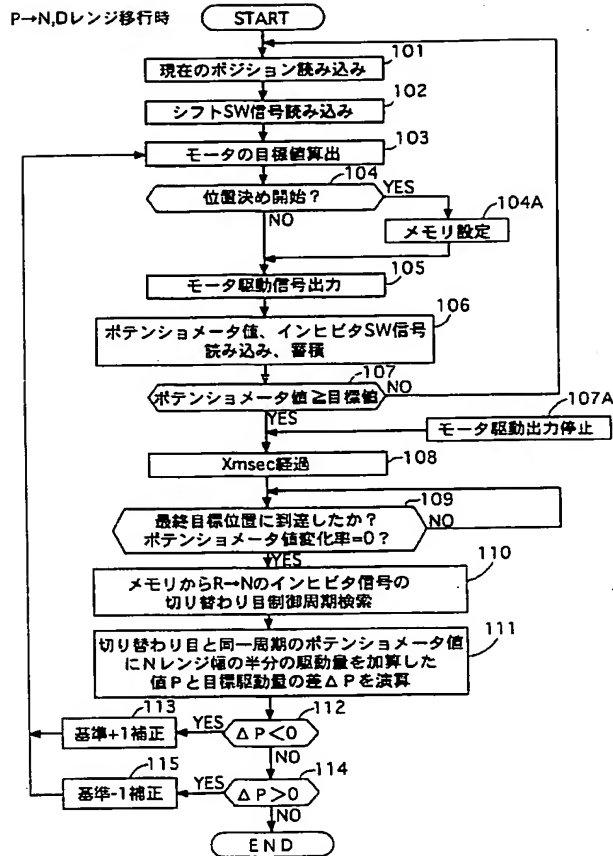 P→N,Dレンジ移行時
START
101
現在のポジション読み込み
102
シフトSW信号読み込み
103
モータの目標値算出
104
位置決め開始？
YES
104A
NO
メモリ設定
105
モータ駆動信号出力
106
ポテンショメータ値、インヒビタSW信号
読み込み、蓄積
107
ポテンショメータ値≧目標値
NO
107A
YES
モータ駆動出力停止
108
Xmsec経過
109
最終目標位置に到達したか？
ポテンショメータ値変化率=0？
NO
YES
110
メモリからR→Nのインヒビタ信号の
切り替わり目制御周期検索
111
切り替わり目と同一周期のポテンショメータ値
にNレンジ幅の半分の駆動量を加算した
値Pと目標駆動量の差ΔPを演算
112
113
ΔP<0
YES
基準+1補正
NO
114
115
ΔP>0
YES
基準-1補正
NO
END